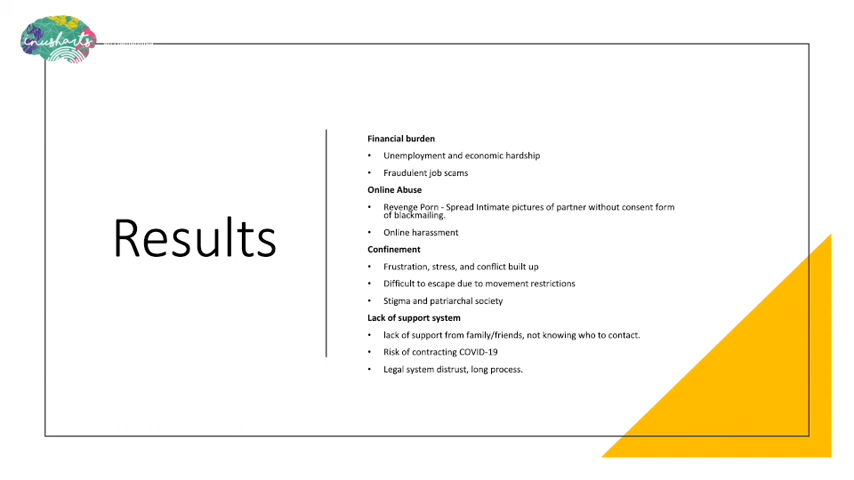 cnusharts
Results
Financial burden
• Unemployment and economic hardship
• Fraudulent job scams
Online Abuse
• Revenge Porn - Spread Intimate pictures of partner without consent form
of blackmailing.
• Online harassment
Confinement
• Frustration, stress, and conflict built up
• Difficult to escape due to movement restrictions
• Stigma and patriarchal society
Lack of support system
• lack of support from family/friends, not knowing who to contact.
• Risk of contracting COVID-19
• Legal system distrust, long process.